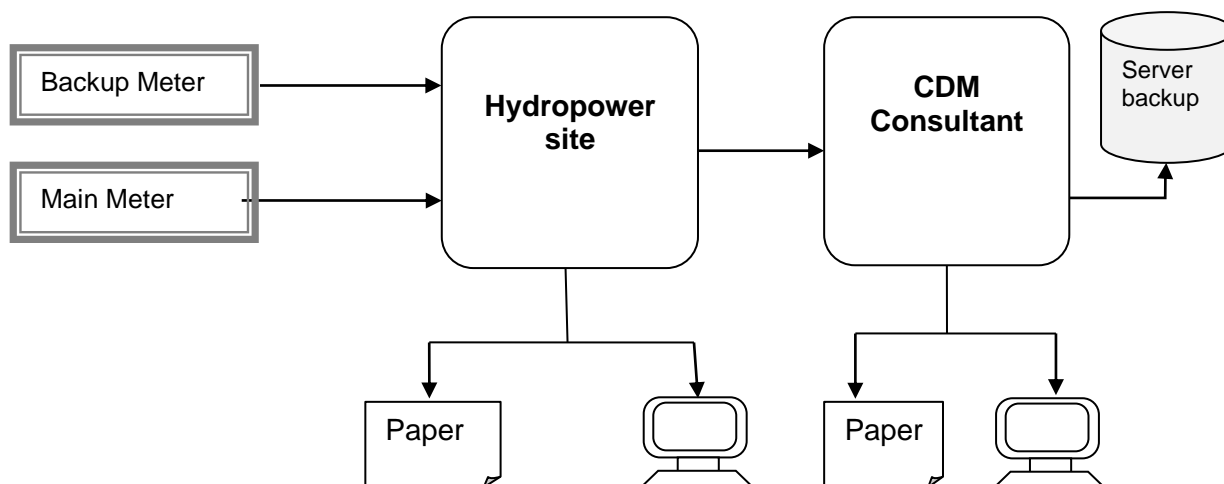 Backup Meter
Main Meter
Hydropower
site
CDM
Consultant
Server
backup
Paper
Paper